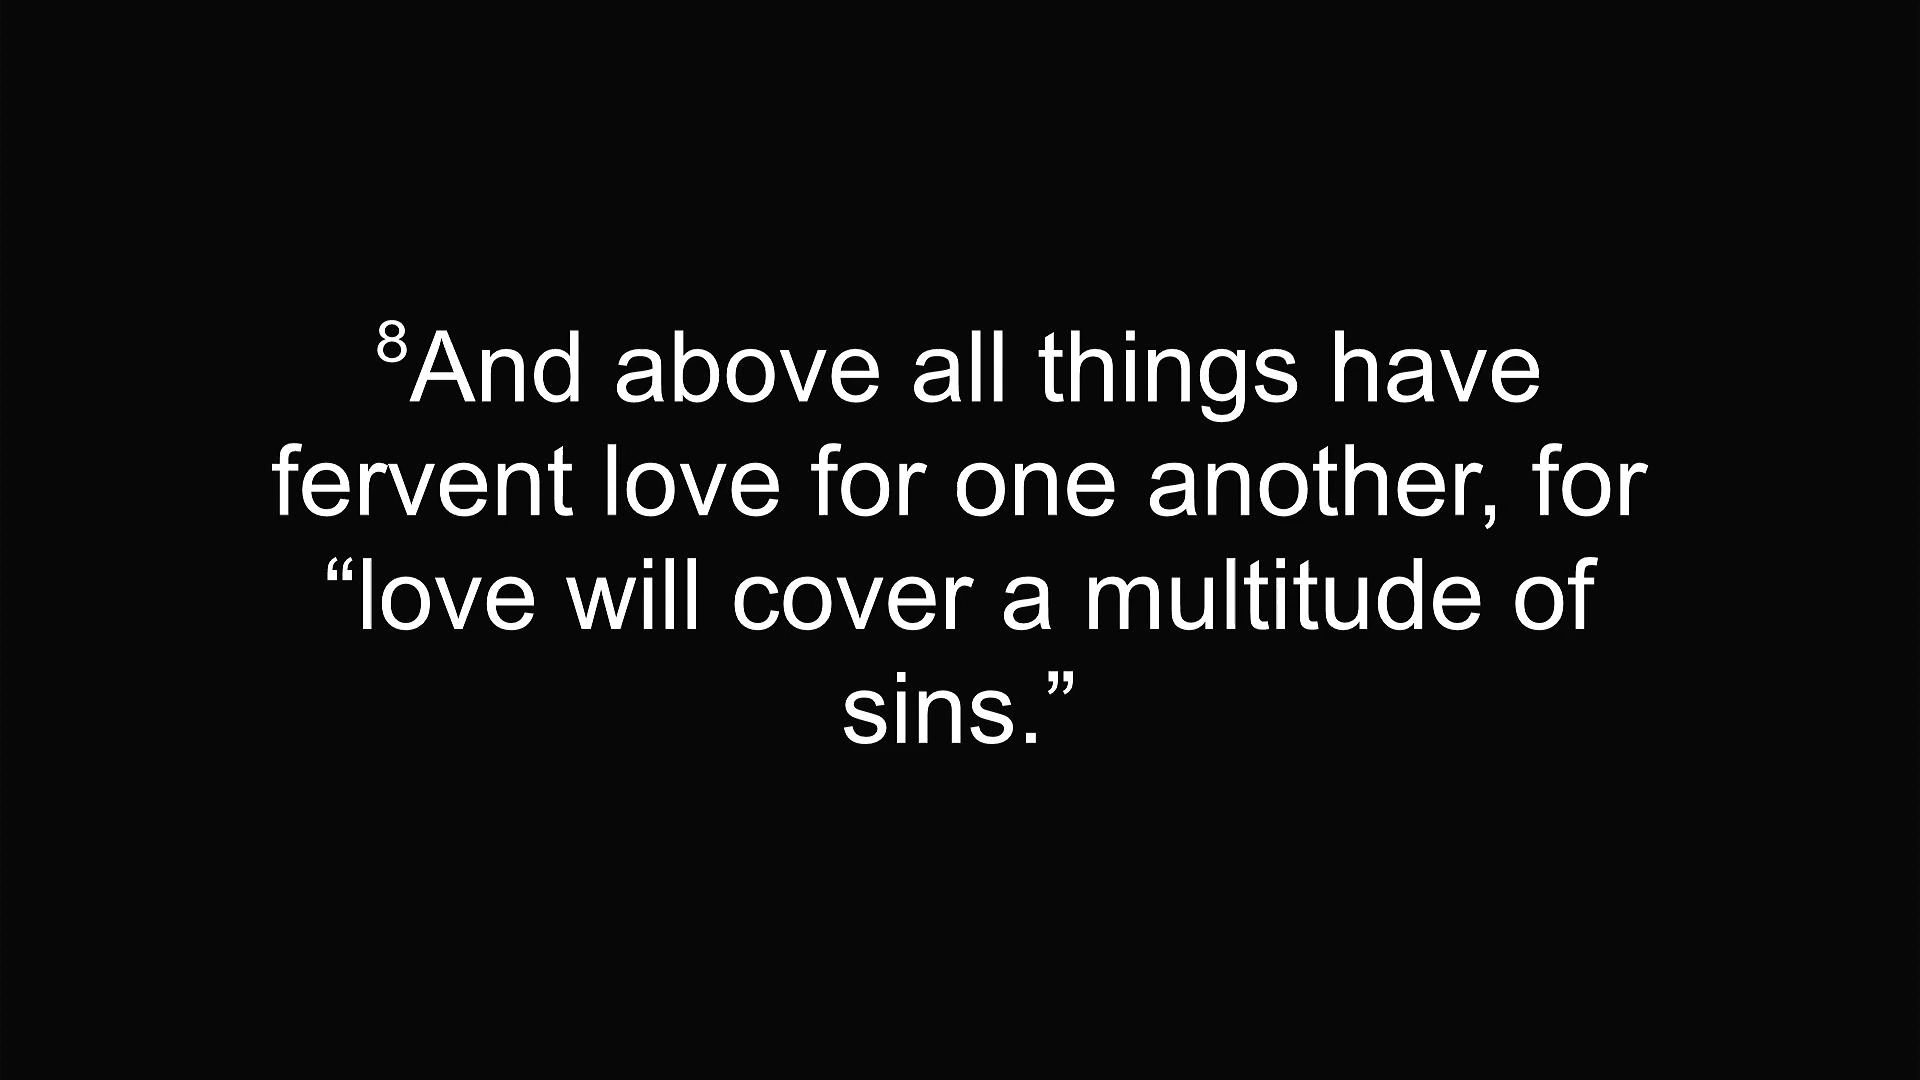 ⁸And above all things have
fervent love for one another, for
“love will cover a multitude of
sins.”